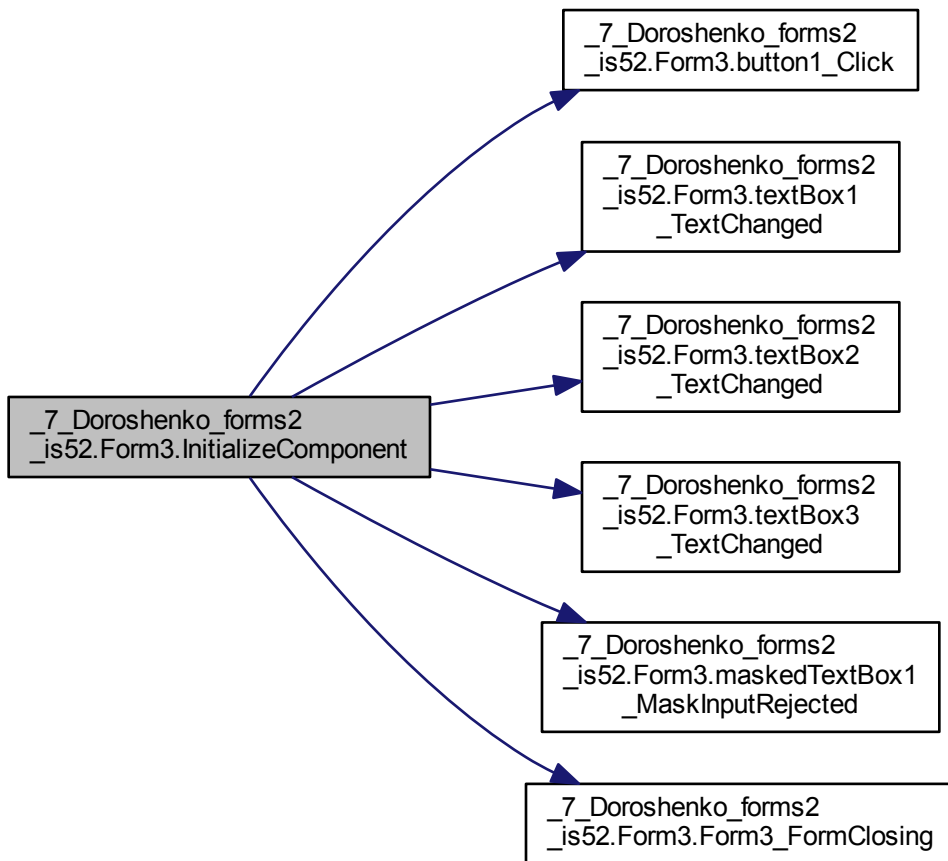 _7_Doroshenko_forms2
_is52.Form3.button1_Click
_7_Doroshenko_forms2
_is52.Form3.textBox1
_TextChanged
_7_Doroshenko_forms2
_is52.Form3.textBox2
_TextChanged
_7_Doroshenko_forms2
_is52.Form3.InitializeComponent
_7_Doroshenko_forms2
_is52.Form3.textBox3
_TextChanged
_7_Doroshenko_forms2
_is52.Form3.maskedTextBox1
_MaskInputRejected
_7_Doroshenko_forms2
_is52.Form3.Form3_FormClosing